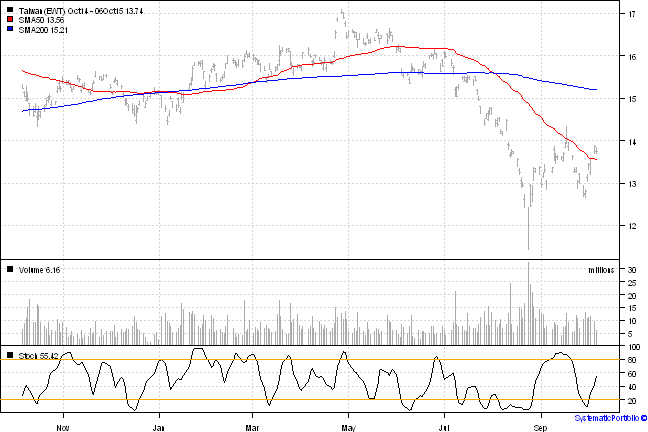 Taiwan (EWT) Oct14 - 06Oct15 13.74
SMA50 13.56
SMA200 15.21
17
16
15
14
13
12
Volume 6.16
millions
30
25
20
15
10
5
Stoch 55.42
100
80
60
40
20
Nov Jan Mar May Jul Sep
SystematicPortfolio ©